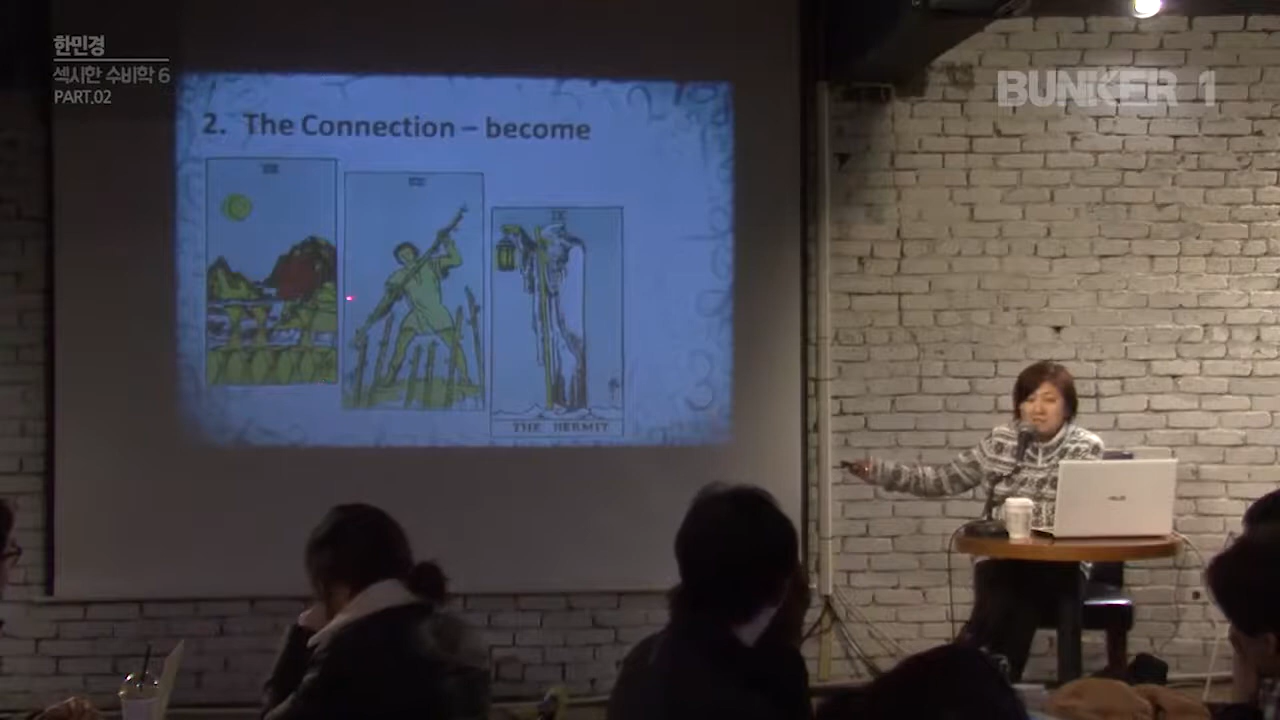 한민경
섹시한 수비학 6
PART.02
BUNKER 1
2. The Connection – become
IX
THE HERMIT